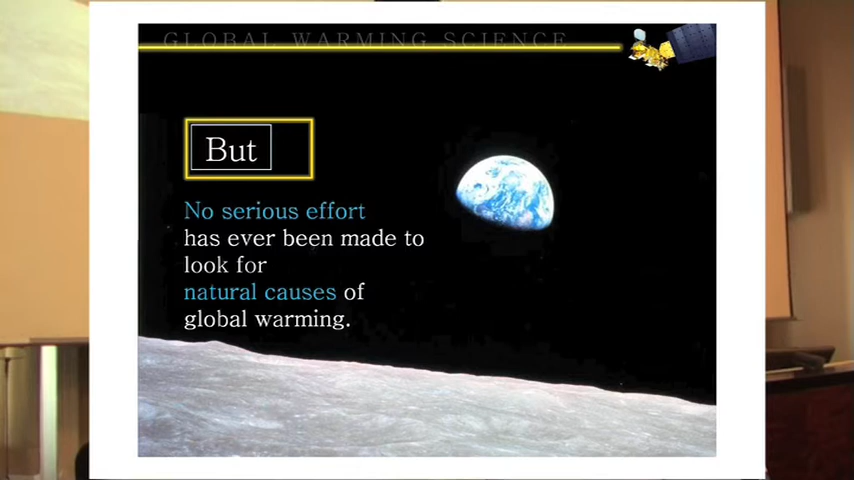 GLOBAL WARMING SCIENCE
But
No serious effort
has ever been made to
look for
natural causes of
global warming.